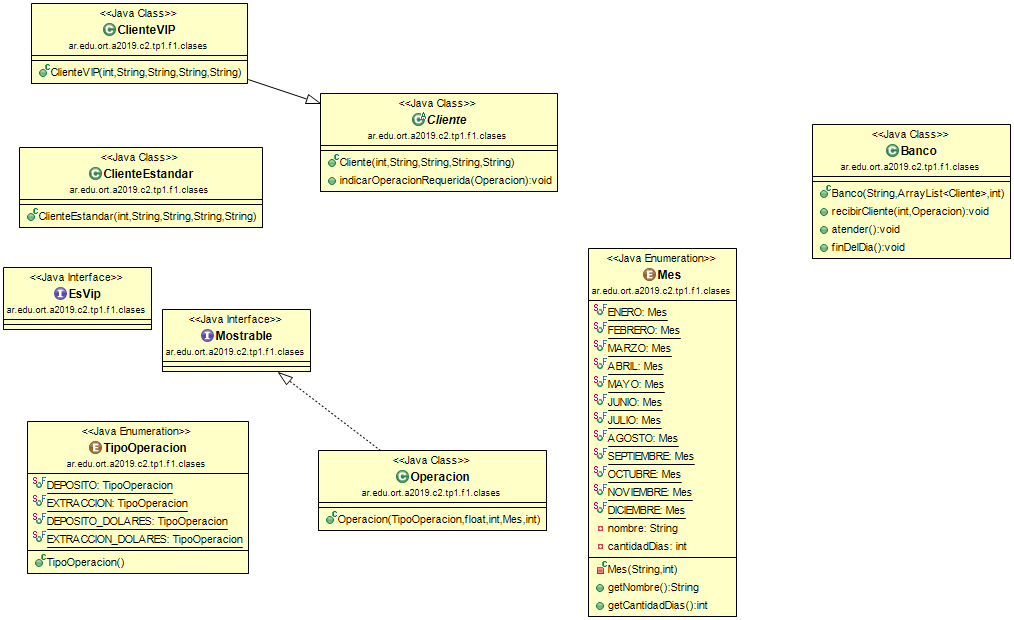 <<Java Class>>
ClienteVIP
ar.edu.ort.a2019.c2.tp1.f1.clases
ClienteVIP(int,String,String,String,String)
<<Java Class>>
Cliente
ar.edu.ort.a2019.c2.tp1.f1.clases
Cliente(int,String,String,String,String)
indicarOperacionRequerida(Operacion):void
<<Java Class>>
Banco
ar.edu.ort.a2019.c2.tp1.f1.clases
Banco(String,ArrayList<Cliente>,int)
recibirCliente(int,Operacion):void
atender():void
finDelDia():void
<<Java Class>>
ClienteEstandar
ar.edu.ort.a2019.c2.tp1.f1.clases
ClienteEstandar(int,String,String,String,String)
<<Java Interface>>
EsVip
ar.edu.ort.a2019.c2.tp1.f1.clases
<<Java Interface>>
Mostrable
ar.edu.ort.a2019.c2.tp1.f1.clases
<<Java Enumeration>>
Mes
ar.edu.ort.a2019.c2.tp1.f1.clases
ENERO: Mes
FEBRERO: Mes
MARZO: Mes
ABRIL: Mes
MAYO: Mes
JUNIO: Mes
JULIO: Mes
AGOSTO: Mes
SEPTIEMBRE: Mes
OCTUBRE: Mes
NOVIEMBRE: Mes
DICIEMBRE: Mes
nombre: String
cantidadDias: int
Mes(String,int)
getNombre():String
getCantidadDias():int
<<Java Enumeration>>
TipoOperacion
ar.edu.ort.a2019.c2.tp1.f1.clases
DEPOSITO: TipoOperacion
EXTRACCION: TipoOperacion
DEPOSITO_DOLARES: TipoOperacion
EXTRACCION_DOLARES: TipoOperacion
TipoOperacion()
<<Java Class>>
Operacion
ar.edu.ort.a2019.c2.tp1.f1.clases
Operacion(TipoOperacion,float,int,Mes,int)